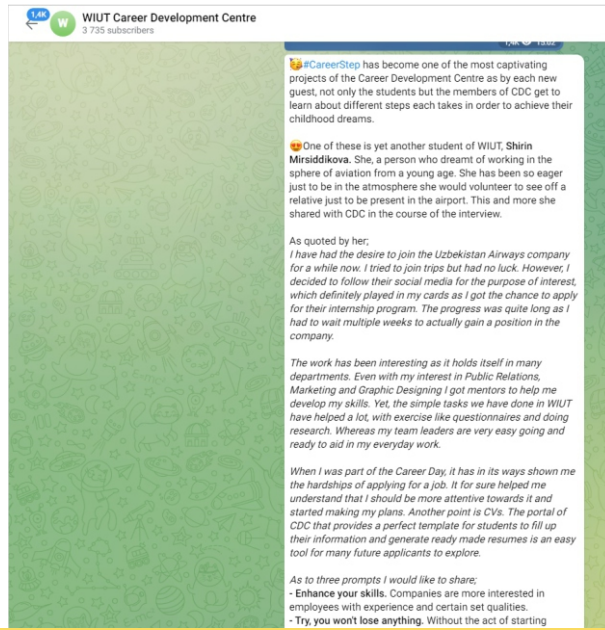 1,4K
WIUT Career Development Centre
W
3 735 subscribers
1,4K 15:02
#CareerStep has become one of the most captivating
projects of the Career Development Centre as by each new
guest, not only the students but the members of CDC get to
learn about different steps each takes in order to achieve their
childhood dreams.
One of these is yet another student of WIUT, Shirin
Mirsiddikova. She, a person who dreamt of working in the
sphere of aviation from a young age. She has been so eager
just to be in the atmosphere she would volunteer to see off a
relative just to be present in the airport. This and more she
shared with CDC in the course of the interview.
As quoted by her;
I have had the desire to join the Uzbekistan Airways company
for a while now. I tried to join trips but had no luck. However, I
decided to follow their social media for the purpose of interest,
which definitely played in my cards as I got the chance to apply
for their internship program. The progress was quite long as I
had to wait multiple weeks to actually gain a position in the
company.
The work has been interesting as it holds itself in many
departments. Even with my interest in Public Relations,
Marketing and Graphic Designing I got mentors to help me
develop my skills. Yet, the simple tasks we have done in WIUT
have helped a lot, with exercise like questionnaires and doing
research. Whereas my team leaders are very easy going and
ready to aid in my everyday work.
When I was part of the Career Day, it has in its ways shown me
the hardships of applying for a job. It for sure helped me
understand that I should be more attentive towards it and
started making my plans. Another point is CVs. The portal of
CDC that provides a perfect template for students to fill up
their information and generate ready made resumes is an easy
tool for many future applicants to explore.
As to three prompts I would like to share;
- Enhance your skills. Companies are more interested in
employees with experience and certain set qualities.
- Try, you won't lose anything. Without the act of starting